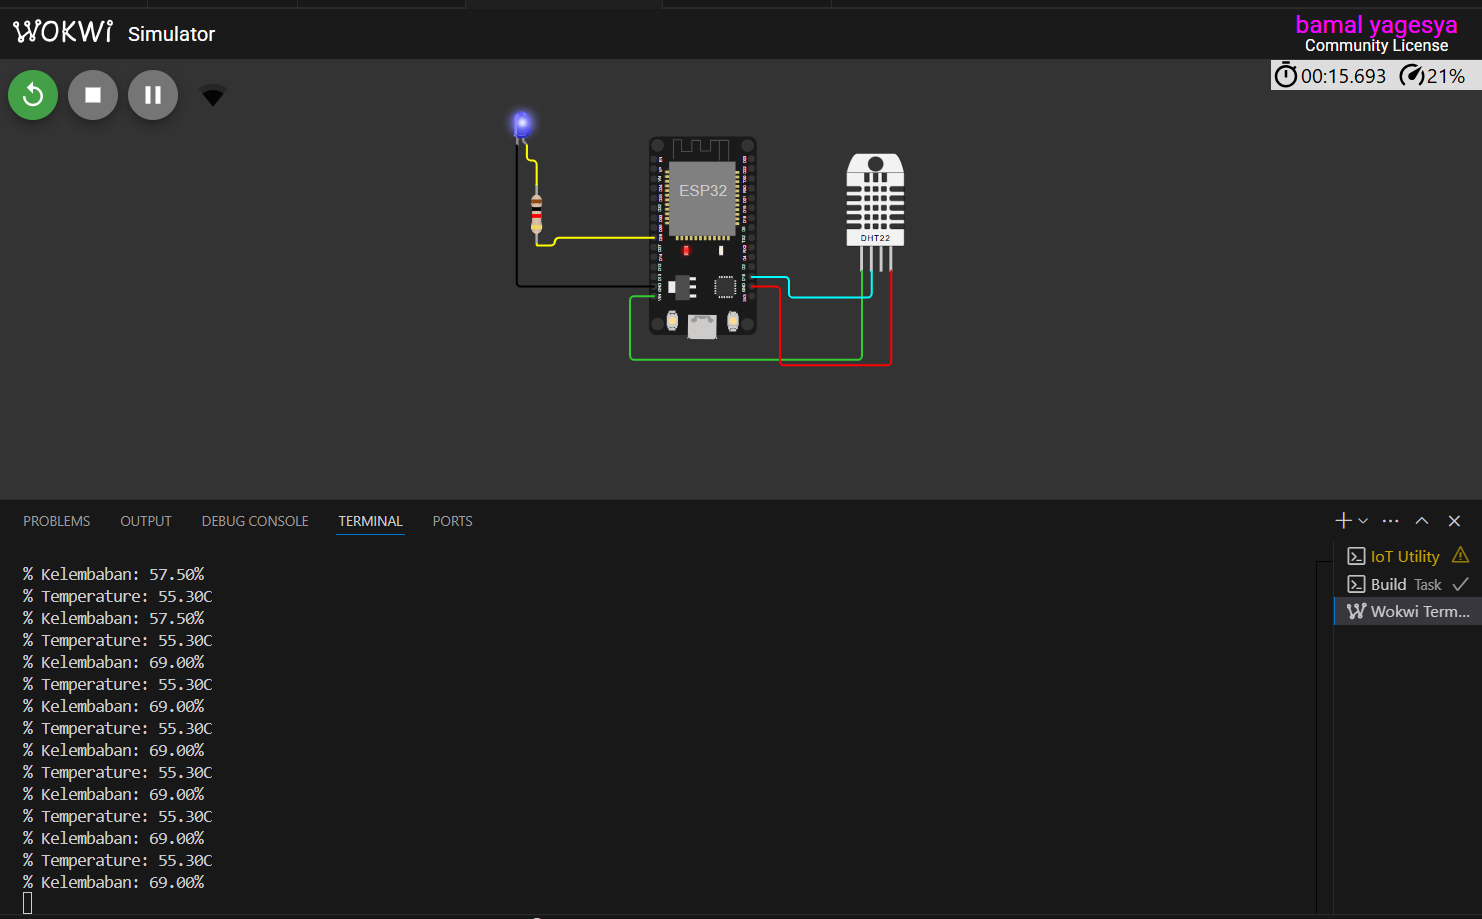 WOKWi Simulator
bamal yagesya
Community License
00:15.693 21%
ESP32
DHT22
PROBLEMS OUTPUT DEBUG CONSOLE TERMINAL PORTS
% Kelembaban: 57.50%
% Temperature: 55.30C
% Kelembaban: 57.50%
% Temperature: 55.30C
% Kelembaban: 69.00%
% Temperature: 55.30C
% Kelembaban: 69.00%
% Temperature: 55.30C
% Kelembaban: 69.00%
% Temperature: 55.30C
% Kelembaban: 69.00%
% Temperature: 55.30C
% Kelembaban: 69.00%
% Temperature: 55.30C
% Kelembaban: 69.00%
IoT Utility
Build Task
Wokwi Term...